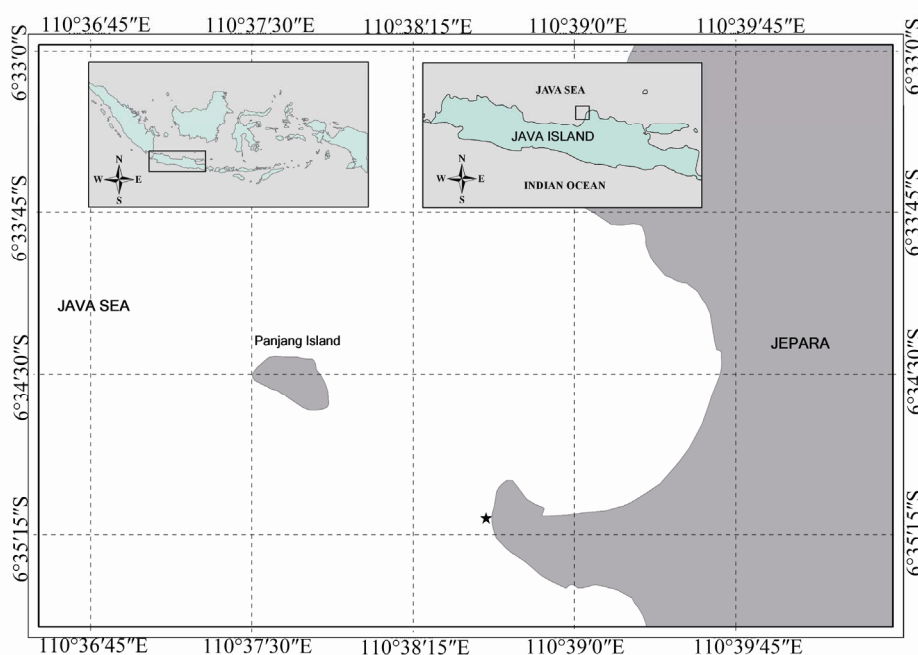 110°36′45″E 110°37′30″E 110°38′15″E 110°39′0″E 110°39′45″E
6°33′0″S 6°33′0″S
JAVA SEA
JAVA ISLAND
INDIAN OCEAN
N
W E
S
N
W E
S
6°33′45″S 6°33′45″S
JAVA SEA
Panjang Island
JEPARA
6°34′30″S 6°34′30″S
6°35′15″S 6°35′15″S
110°36′45″E 110°37′30″E 110°38′15″E 110°39′0″E 110°39′45″E